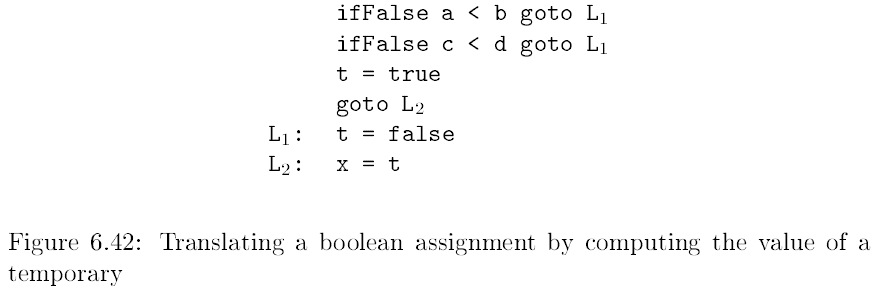 ifFalse a < b goto L₁
ifFalse c < d goto L₁
t = true
goto L₂
L₁: t = false
L₂: x = t
Figure 6.42: Translating a boolean assignment by computing the value of a
temporary